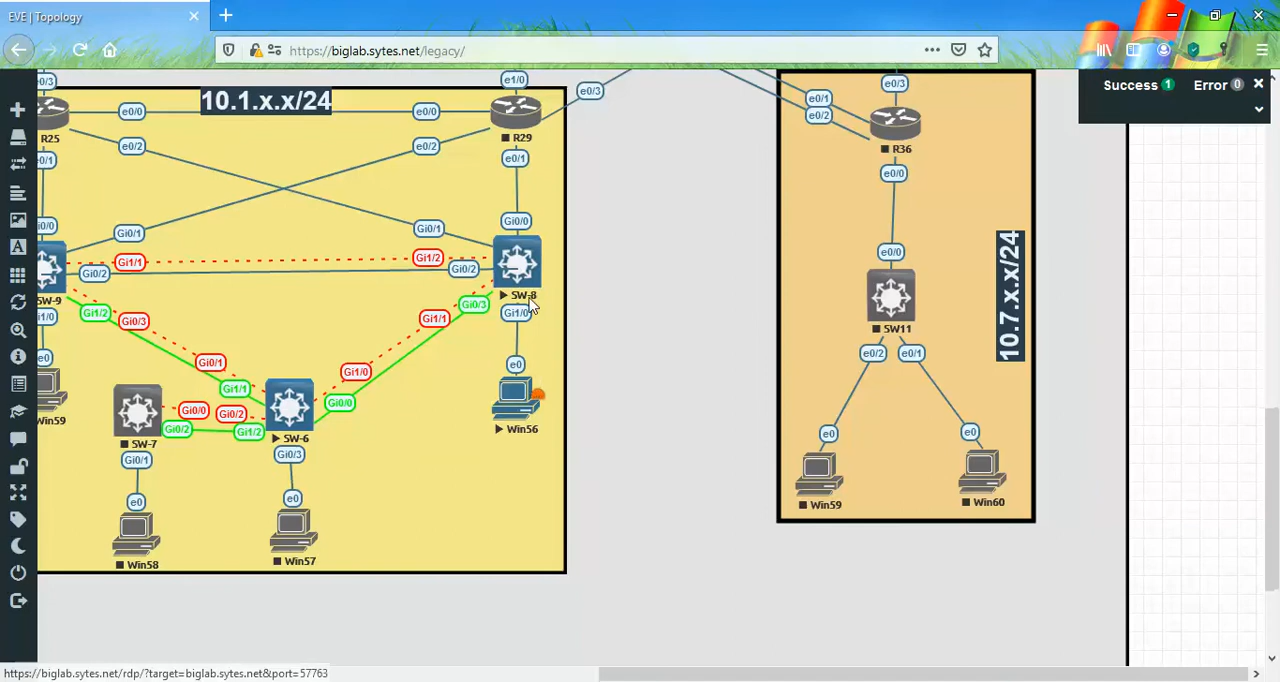 EVE | Topology
https://biglab.sytes.net/legacy/
Success 1 Error 0
10.1.x.x/24
e0/3
e1/0
e0/3
e0/3
R25
e0/0
e0/0
R29
e0/1
e0/2
R36
e0/2
e0/2
e0/1
e0/1
e0/0
Gi0/0
Gi0/1
Gi0/1
Gi0/0
Gi1/1
Gi1/2
Gi0/2
Gi0/2
SW-9
SW-8
e0/0
10.7.x.x/24
Gi1/0
Gi1/2
Gi0/3
Gi0/3
Gi1/1
Gi1/0
SW11
e0
Gi0/1
Gi1/0
e0
e0/2
e0/1
Gi1/1
Gi0/0
Win59
Gi0/0
Gi0/2
Gi0/2
Gi1/2
Win56
SW-7
SW-6
Gi0/1
Gi0/3
e0
e0
e0
e0
Win58
Win57
Win59
Win60
https://biglab.sytes.net/rdp/?target=biglab.sytes.net&port=57763